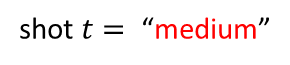 shot t = “medium”